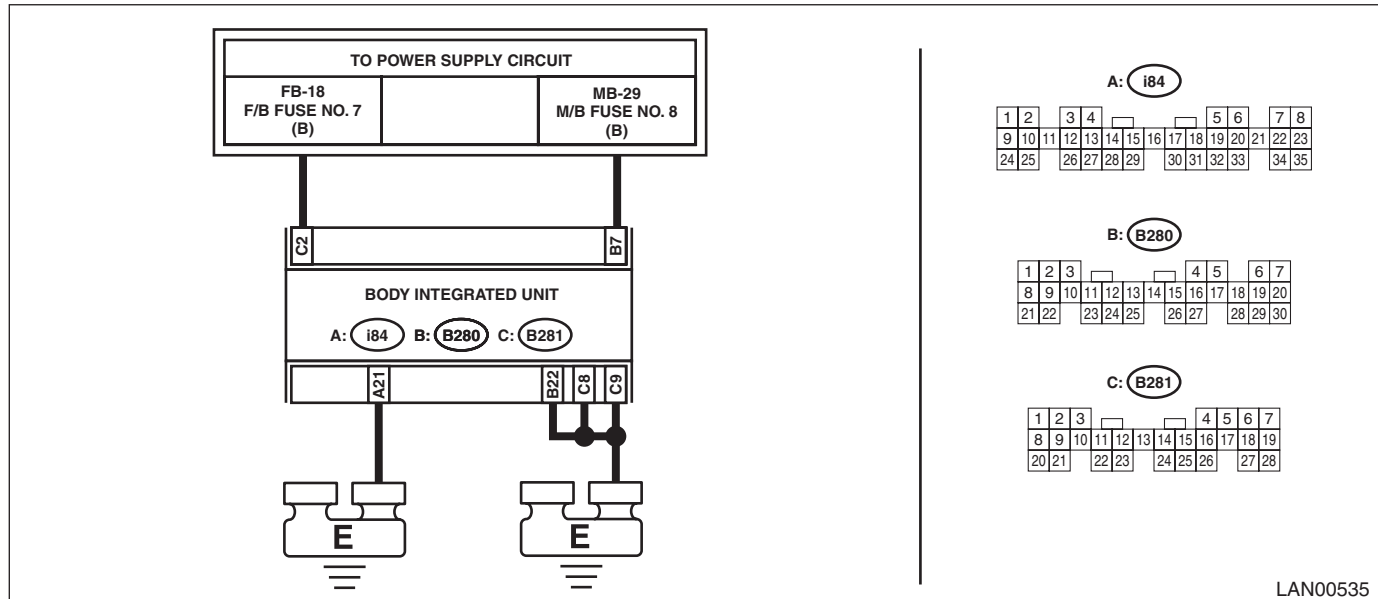 TO POWER SUPPLY CIRCUIT
FB-18
F/B FUSE NO. 7
(B)
MB-29
M/B FUSE NO. 8
(B)
C2
B7
BODY INTEGRATED UNIT
A: i84 B: B280 C: B281
A21
B22
C8
C9
E
E
A: i84
1 2 3 4 5 6 7 8
9 10 11 12 13 14 15 16 17 18 19 20 21 22 23
24 25 26 27 28 29 30 31 32 33 34 35
B: B280
1 2 3 4 5 6 7
8 9 10 11 12 13 14 15 16 17 18 19 20
21 22 23 24 25 26 27 28 29 30
C: B281
1 2 3 4 5 6 7
8 9 10 11 12 13 14 15 16 17 18 19
20 21 22 23 24 25 26 27 28
LAN00535